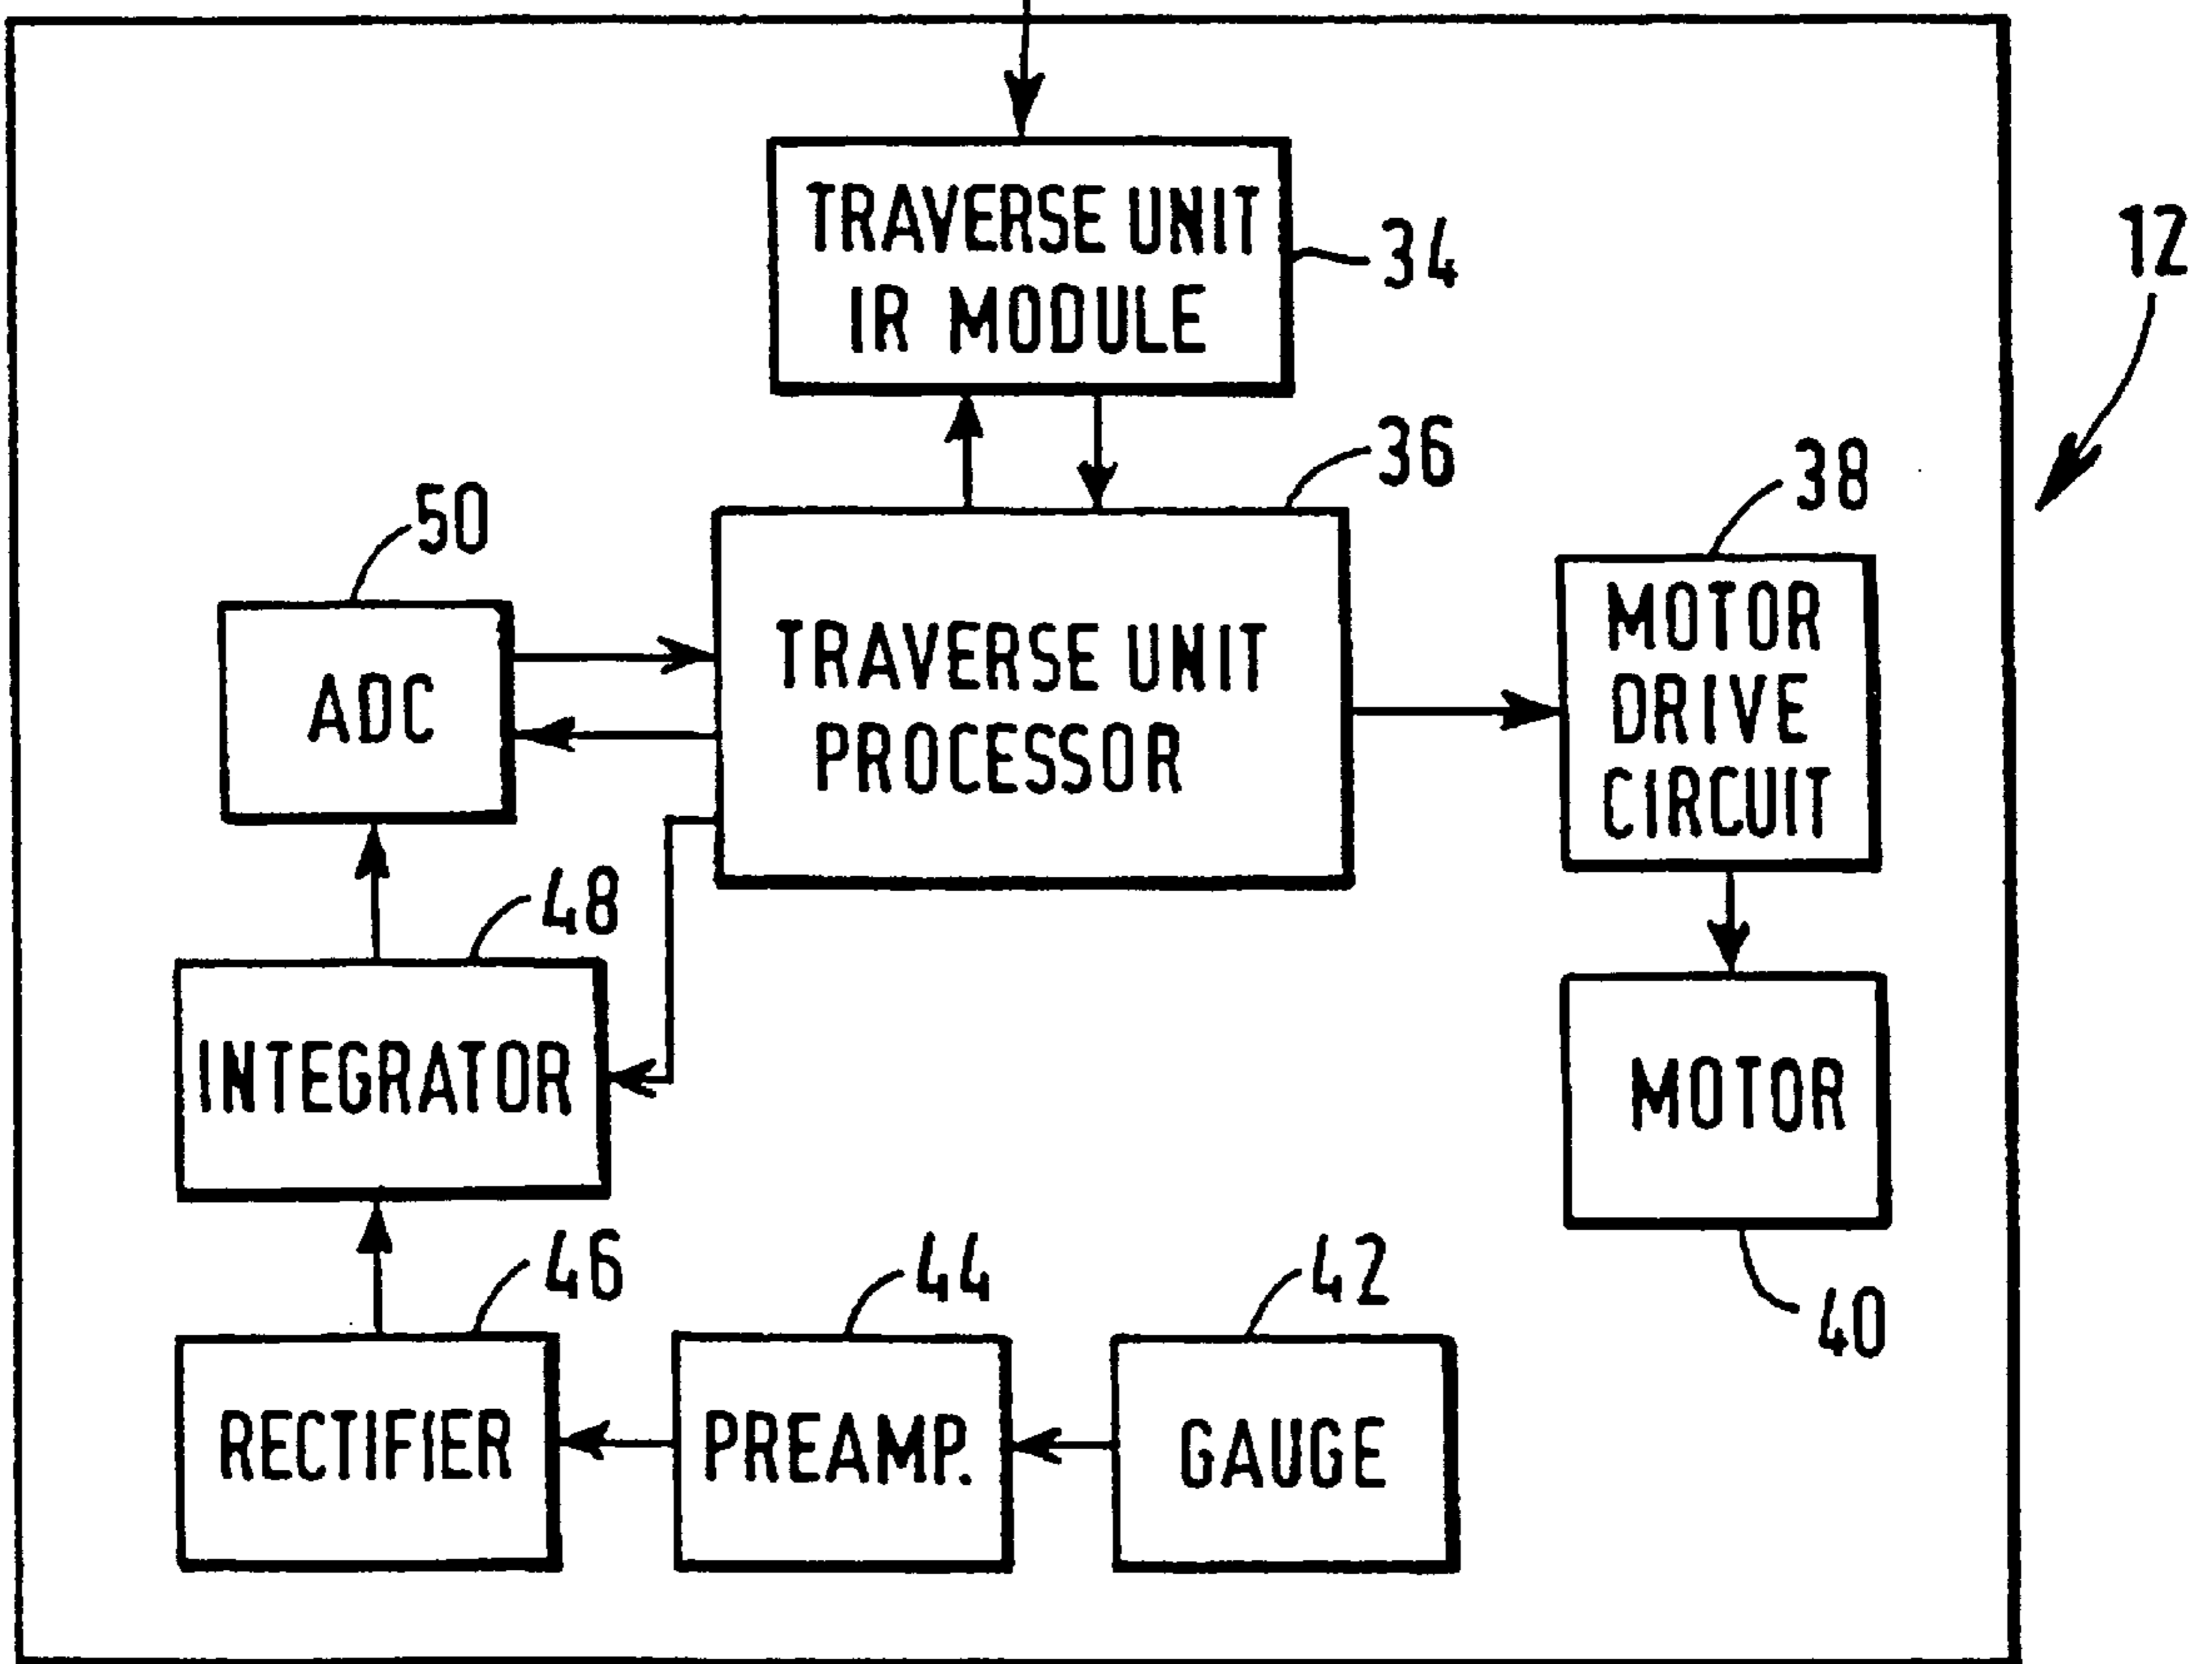 TRAVERSE UNIT
IR MODULE
34
12
36
38
50
TRAVERSE UNIT
PROCESSOR
MOTOR
DRIVE
CIRCUIT
ADC
48
INTEGRATOR
MOTOR
40
46
44
42
RECTIFIER
PREAMP.
GAUGE